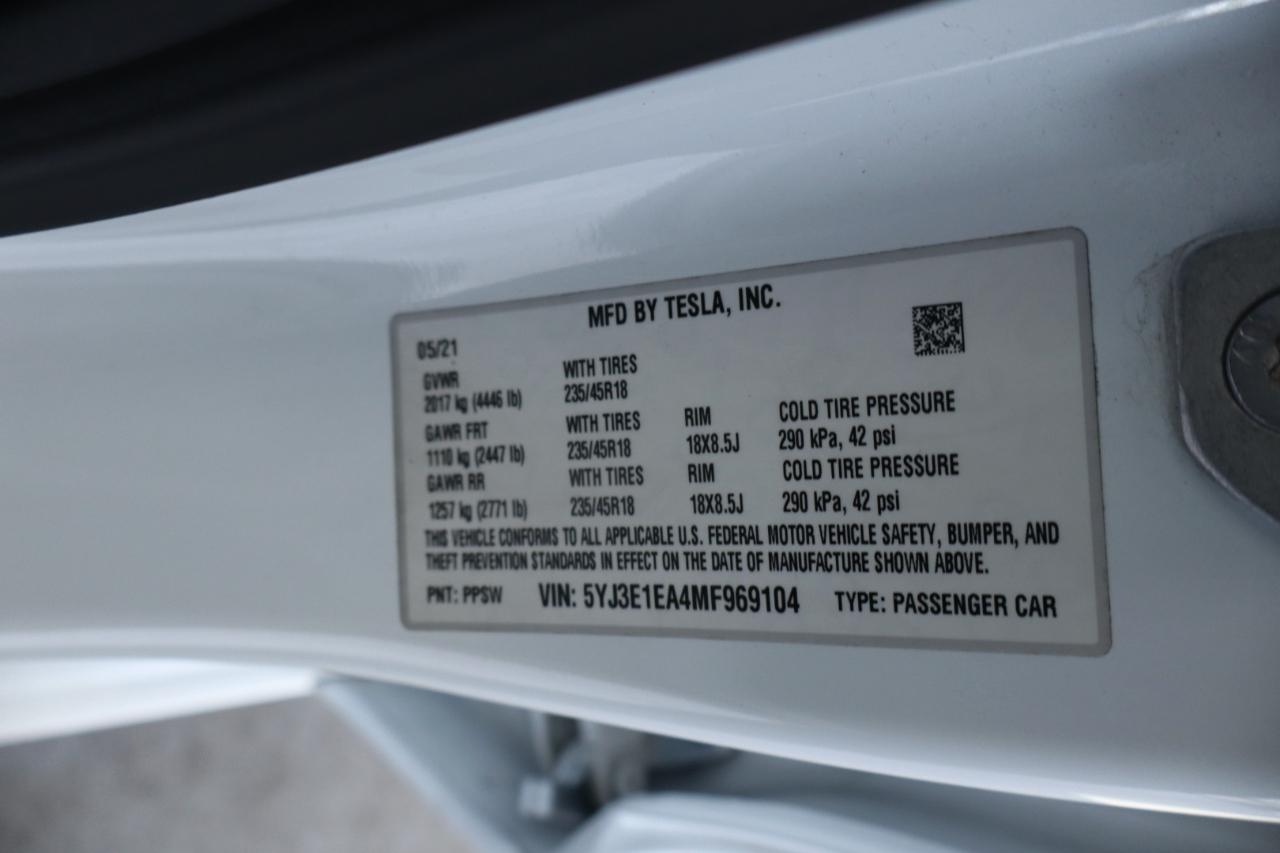 MFD BY TESLA, INC.
05/21
GVWR WITH TIRES
2017 kg (4446 lb) 235/45R18
GAWR FRT WITH TIRES RIM COLD TIRE PRESSURE
1110 kg (2447 lb) 235/45R18 18X8.5J 290 kPa, 42 psi
GAWR RR WITH TIRES RIM COLD TIRE PRESSURE
1257 kg (2771 lb) 235/45R18 18X8.5J 290 kPa, 42 psi
THIS VEHICLE CONFORMS TO ALL APPLICABLE U.S. FEDERAL MOTOR VEHICLE SAFETY, BUMPER, AND
THEFT PREVENTION STANDARDS IN EFFECT ON THE DATE OF MANUFACTURE SHOWN ABOVE.
PNT: PPSW VIN: 5YJ3E1EA4MF969104 TYPE: PASSENGER CAR